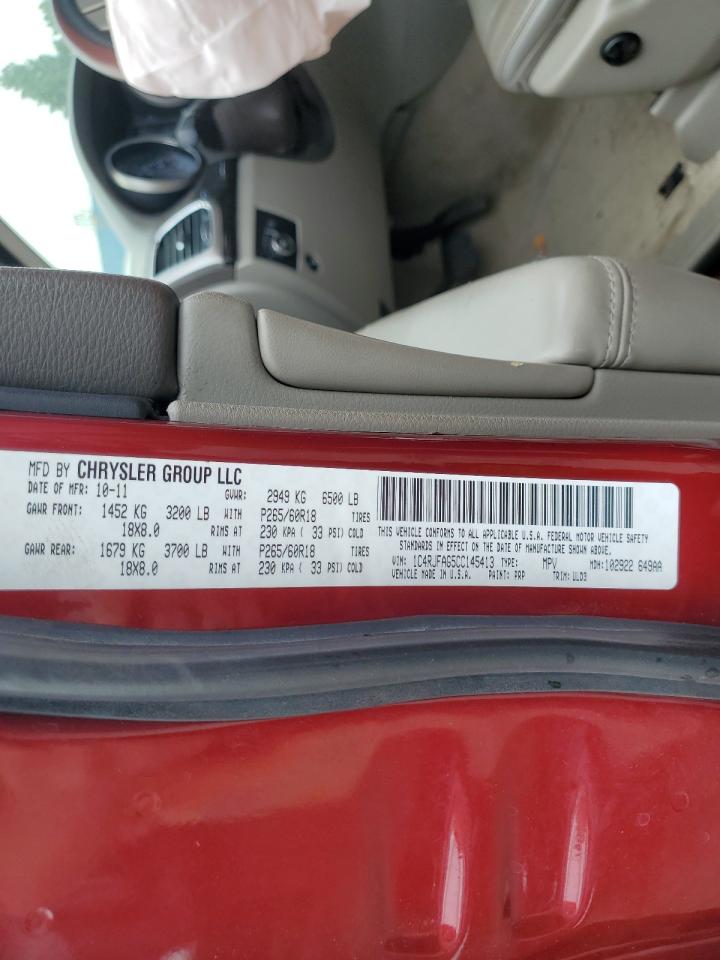 MFD BY CHRYSLER GROUP LLC
DATE OF MFR: 10-11 GVWR: 2949 KG 6500 LB
GAWR FRONT: 1452 KG 3200 LB WITH P265/60R18 TIRES
18X8.0 RIMS AT 230 KPA ( 33 PSI) COLD
GAWR REAR: 1679 KG 3700 LB WITH P265/60R18 TIRES
18X8.0 RIMS AT 230 KPA ( 33 PSI) COLD
THIS VEHICLE CONFORMS TO ALL APPLICABLE U.S.A. FEDERAL MOTOR VEHICLE SAFETY
STANDARDS IN EFFECT ON THE DATE OF MANUFACTURE SHOWN ABOVE.
VIN: 1C4RJFAG5CC145413 TYPE: MPV MDH: 102922 649AA
VEHICLE MADE IN U.S.A. PAINT: PRP TRIM: ULD3